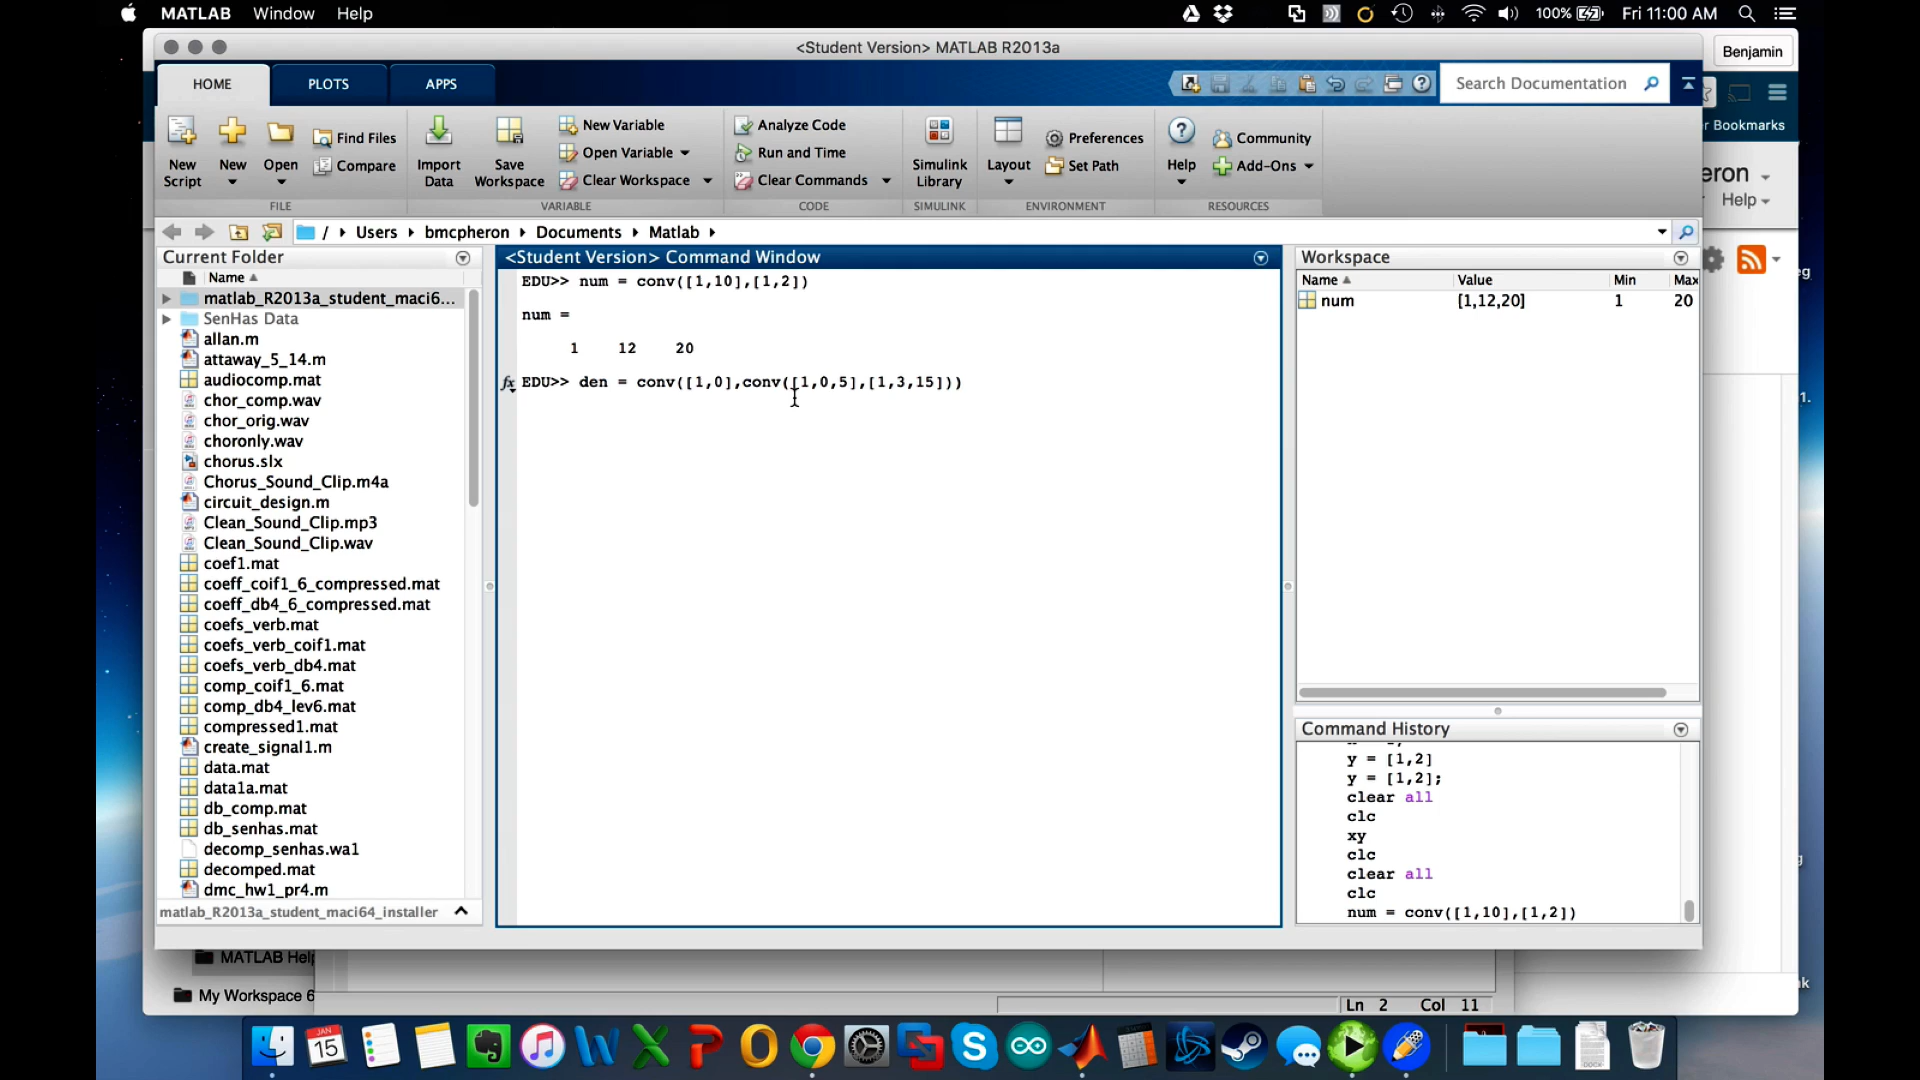 MATLAB Window Help 100% Fri 11:00 AM
<Student Version> MATLAB R2013a
Benjamin
HOME PLOTS APPS
Search Documentation
New Script
New
Open
Find Files
Compare
Import Data
Save Workspace
New Variable
Open Variable
Clear Workspace
Analyze Code
Run and Time
Clear Commands
Simulink Library
Layout
Preferences
Set Path
Help
Community
Add-Ons
r Bookmarks
eron
Help
FILE VARIABLE CODE SIMULINK ENVIRONMENT RESOURCES
/ Users bmcpheron Documents Matlab
Current Folder
Name
matlab_R2013a_student_maci6...
SenHas Data
allan.m
attaway_5_14.m
audiocomp.mat
chor_comp.wav
chor_orig.wav
choronly.wav
chorus.slx
Chorus_Sound_Clip.m4a
circuit_design.m
Clean_Sound_Clip.mp3
Clean_Sound_Clip.wav
coef1.mat
coeff_coif1_6_compressed.mat
coeff_db4_6_compressed.mat
coefs_verb.mat
coefs_verb_coif1.mat
coefs_verb_db4.mat
comp_coif1_6.mat
comp_db4_lev6.mat
compressed1.mat
create_signal1.m
data.mat
data1a.mat
db_comp.mat
db_senhas.mat
decomp_senhas.wa1
decomped.mat
dmc_hw1_pr4.m
matlab_R2013a_student_maci64_installer
<Student Version> Command Window
EDU>> num = conv([1,10],[1,2])
num =
1 12 20
fx EDU>> den = conv([1,0],conv([1,0,5],[1,3,15]))
Workspace
Name Value Min Max
num [1,12,20] 1 20
Command History
y = [1,2]
y = [1,2];
clear all
clc
xy
clc
clear all
clc
num = conv([1,10],[1,2])
MATLAB Help
My Workspace 6
Ln 2 Col 11
JAN
15